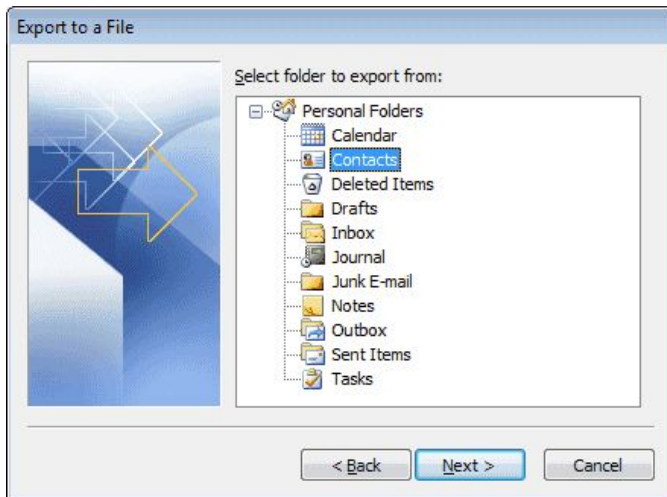 Export to a File
Select folder to export from:
Personal Folders
Calendar
Contacts
Deleted Items
Drafts
Inbox
Journal
Junk E-mail
Notes
Outbox
Sent Items
Tasks
< Back Next > Cancel